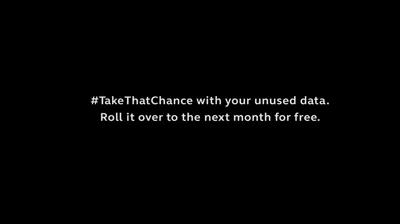 #TakeThatChance with your unused data.
Roll it over to the next month for free.